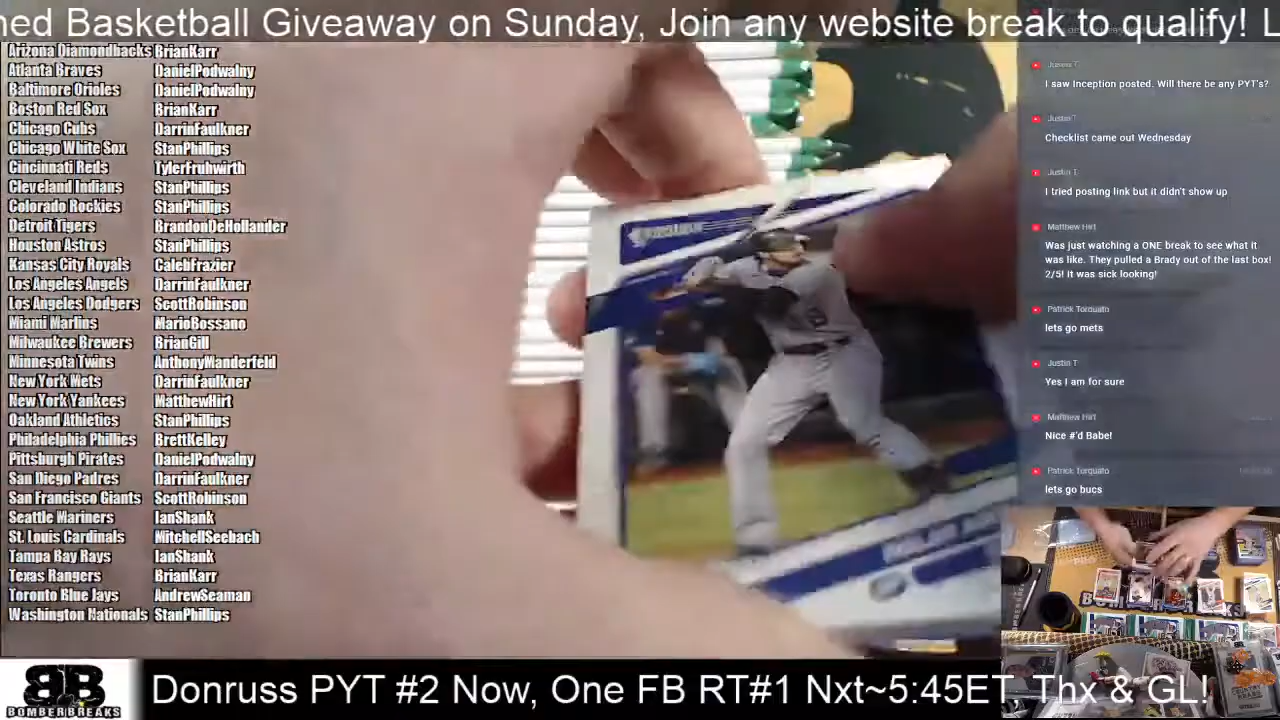 ned Basketball Giveaway on Sunday, Join any website break to qualify! L
Arizona Diamondbacks BrianKarr
Atlanta Braves DanielPodwalny
Baltimore Orioles DanielPodwalny
Boston Red Sox BrianKarr
Chicago Cubs DarrinFaulkner
Chicago White Sox StanPhillips
Cincinnati Reds TylerFruhwirth
Cleveland Indians StanPhillips
Colorado Rockies StanPhillips
Detroit Tigers BrandonDeHollander
Houston Astros StanPhillips
Kansas City Royals CalebFrazier
Los Angeles Angels DarrinFaulkner
Los Angeles Dodgers ScottRobinson
Miami Marlins MarioBossano
Milwaukee Brewers BrianGill
Minnesota Twins AnthonyManderfeld
New York Mets DarrinFaulkner
New York Yankees MatthewHirt
Oakland Athletics StanPhillips
Philadelphia Phillies BrettKelley
Pittsburgh Pirates DanielPodwalny
San Diego Padres DarrinFaulkner
San Francisco Giants ScottRobinson
Seattle Mariners IanShank
St. Louis Cardinals MitchellSeebach
Tampa Bay Rays IanShank
Texas Rangers BrianKarr
Toronto Blue Jays AndrewSeaman
Washington Nationals StanPhillips
Justin T
I saw Inception posted. Will there be any PYT's?
Justin T
Checklist came out Wednesday
Justin T
I tried posting link but it didn't show up
Matthew Hirt
Was just watching a ONE break to see what it
was like. They pulled a Brady out of the last box!
2/5! It was sick looking!
Patrick Torquato
lets go mets
Justin T
Yes I am for sure
Matthew Hirt
Nice #'d Babe!
Patrick Torquato
lets go bucs
BOMBERBREAKS
Donruss PYT #2 Now, One FB RT#1 Nxt~5:45ET, Thx & GL!